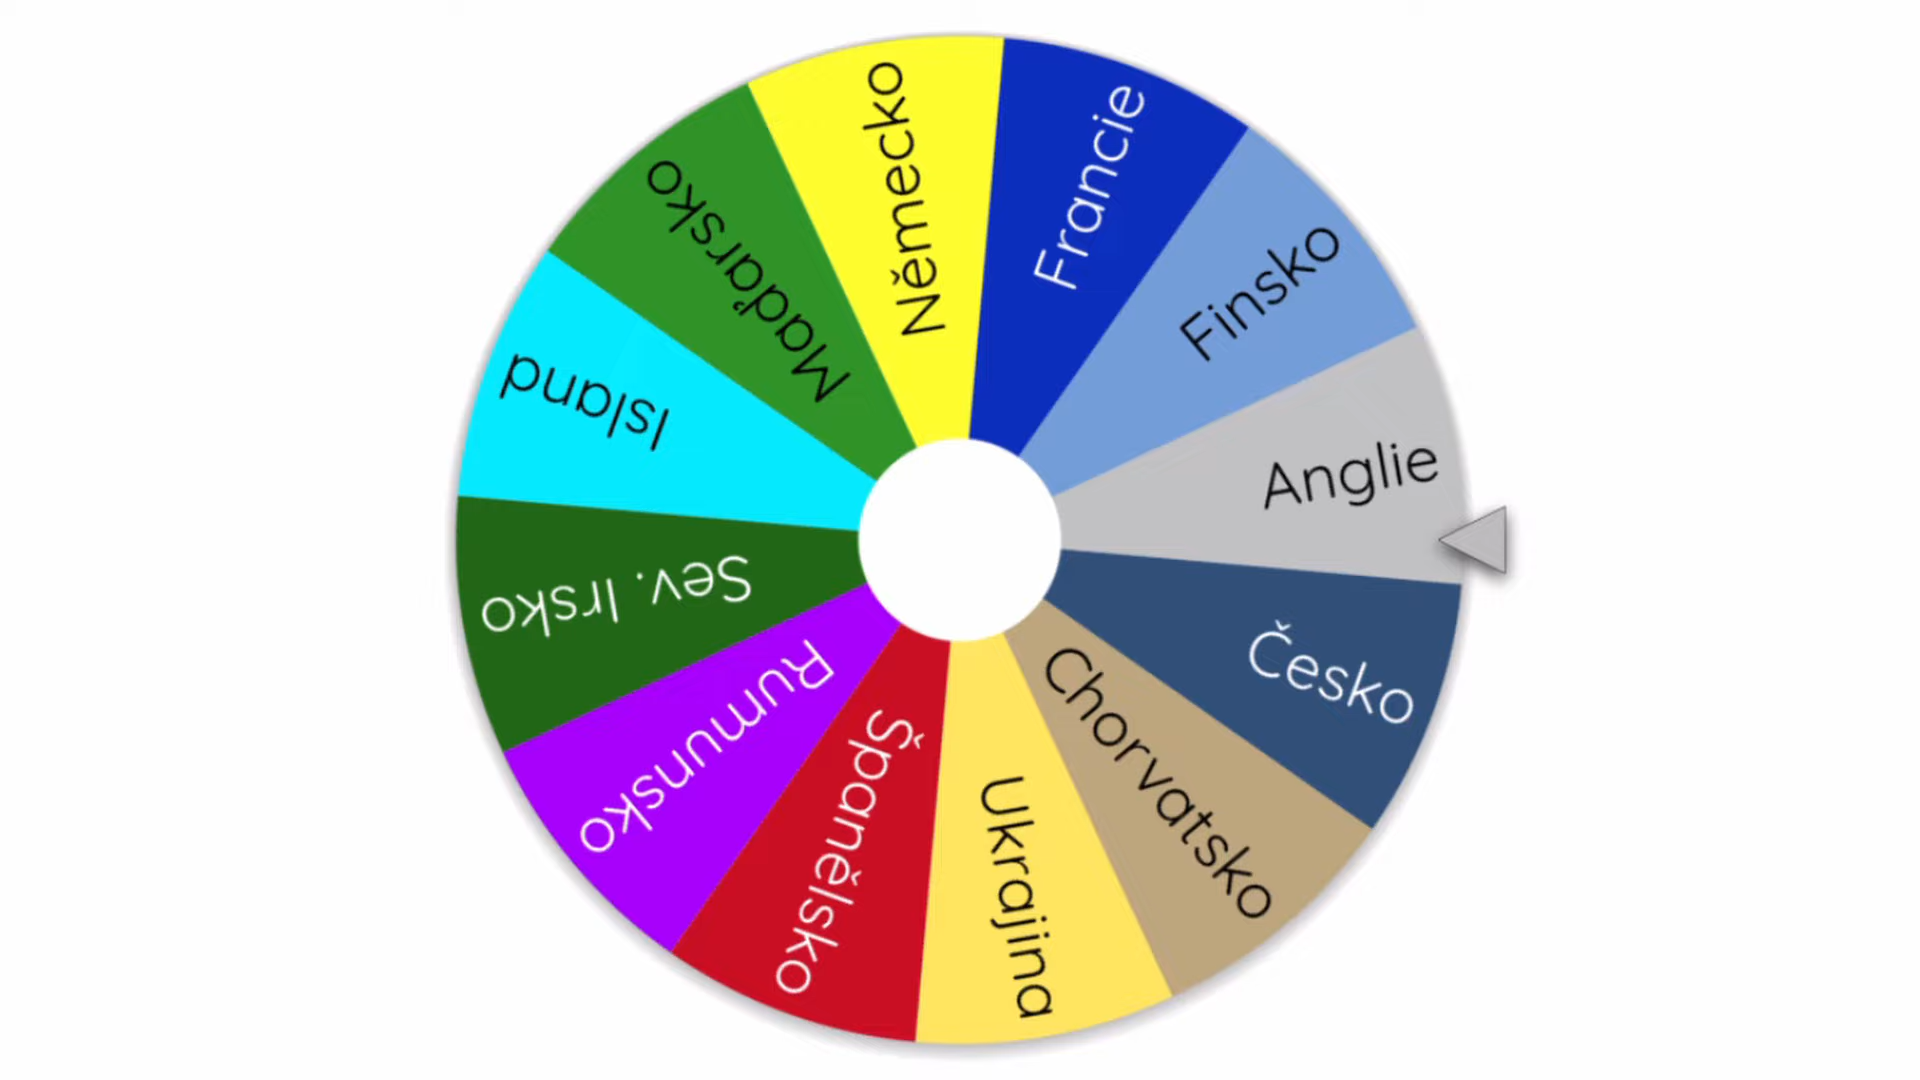 Německo
Francie
Finsko
Anglie
Česko
Chorvatsko
Ukrajina
Španělsko
Rumunsko
Sev. Irsko
Island
Maďarsko